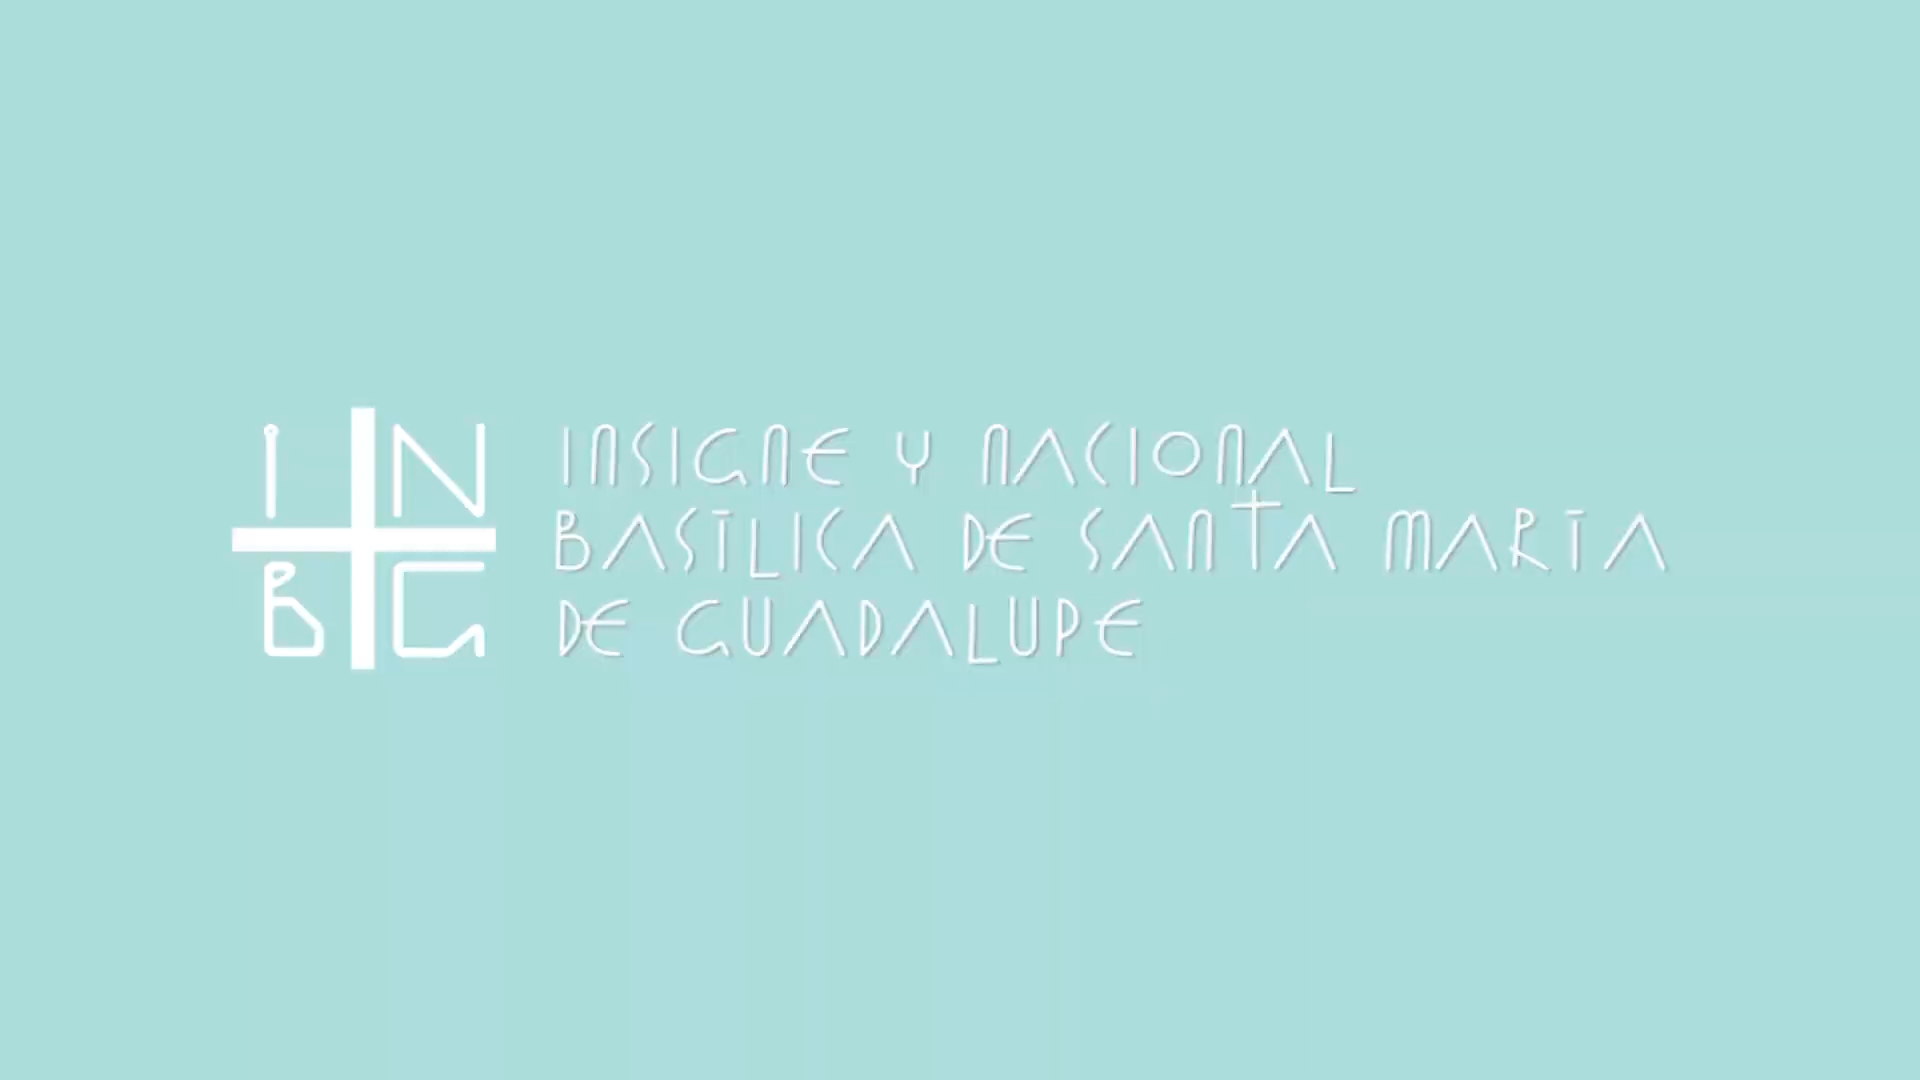 I N
B G
INSIGNE Y NACIONAL
BASÍLICA DE SANTA MARÍA
DE GUADALUPE